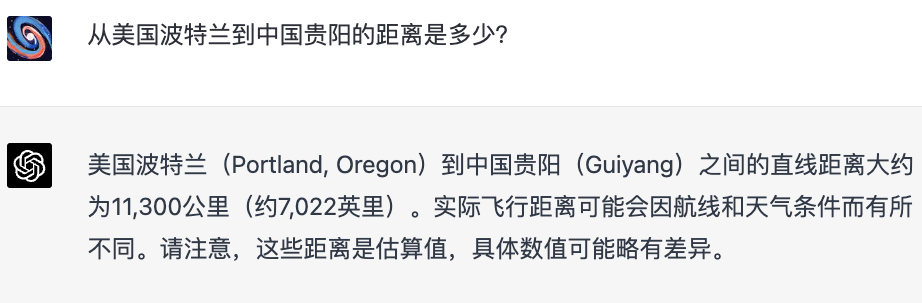 从美国波特兰到中国贵阳的距离是多少?
美国波特兰（Portland, Oregon）到中国贵阳（Guiyang）之间的直线距离大约
为11,300公里（约7,022英里）。实际飞行距离可能会因航线和天气条件而有所
不同。请注意，这些距离是估算值，具体数值可能略有差异。